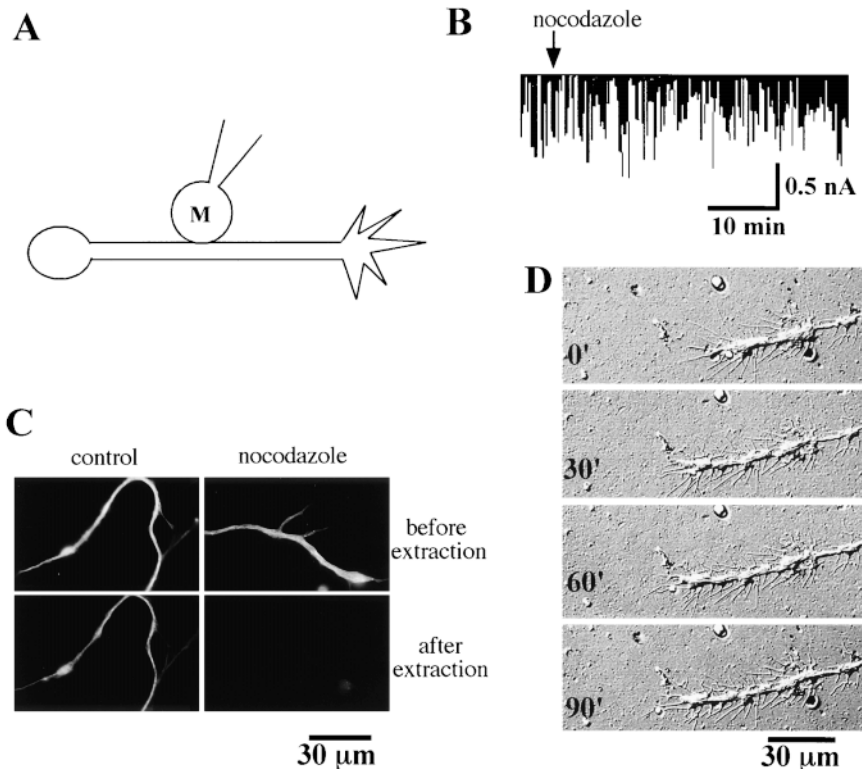 A
M
B
nocodazole
0.5 nA
10 min
C
control
nocodazole
before
extraction
after
extraction
30 μm
D
0'
30'
60'
90'
30 μm